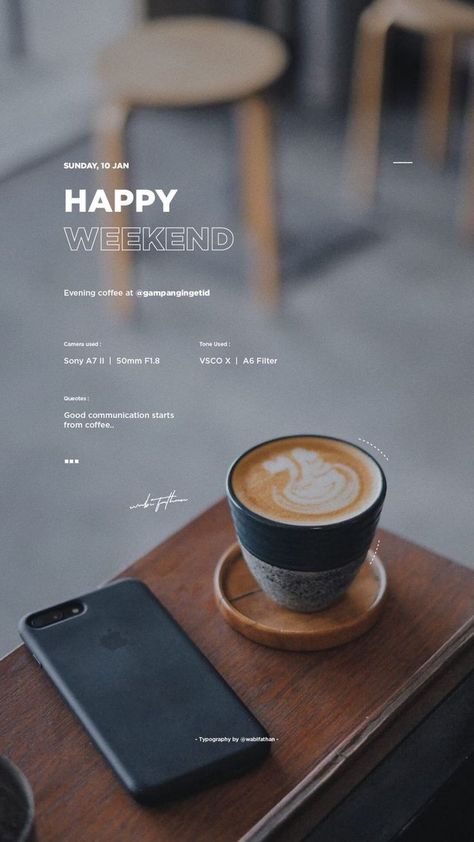 SUNDAY, 10 JAN
HAPPY
WEEKEND
Evening coffee at @gampangingetid
Camera used :
Tone Used :
Sony A7 II | 50mm F1.8
VSCO X | A6 Filter
Queotes :
Good communication starts
from coffee..
wabifathan
- Typography by @wabifathan -